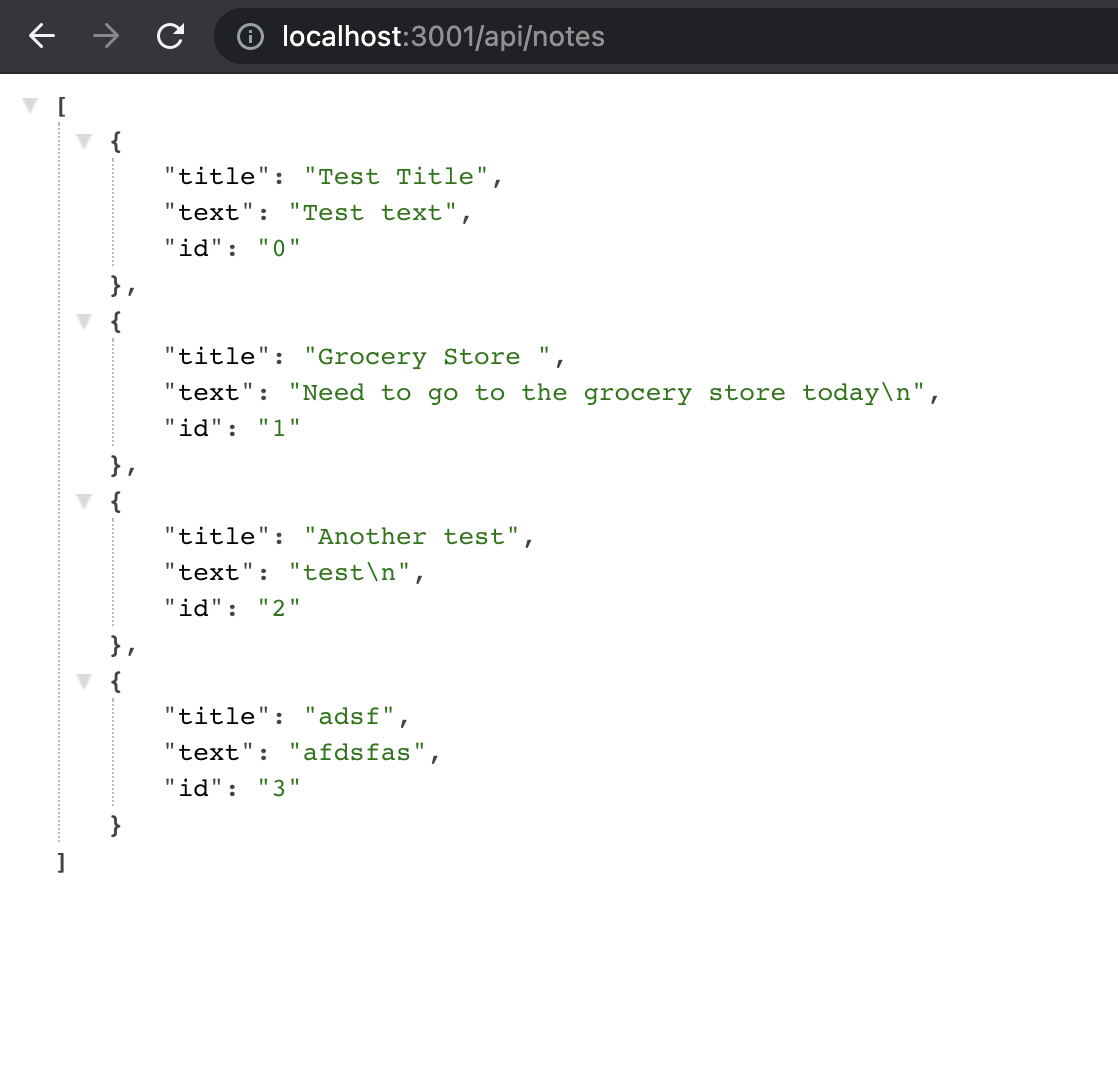 localhost:3001/api/notes
[
{
"title": "Test Title",
"text": "Test text",
"id": "0"
},
{
"title": "Grocery Store ",
"text": "Need to go to the grocery store today\n",
"id": "1"
},
{
"title": "Another test",
"text": "test\n",
"id": "2"
},
{
"title": "adsf",
"text": "afdsfas",
"id": "3"
}
]